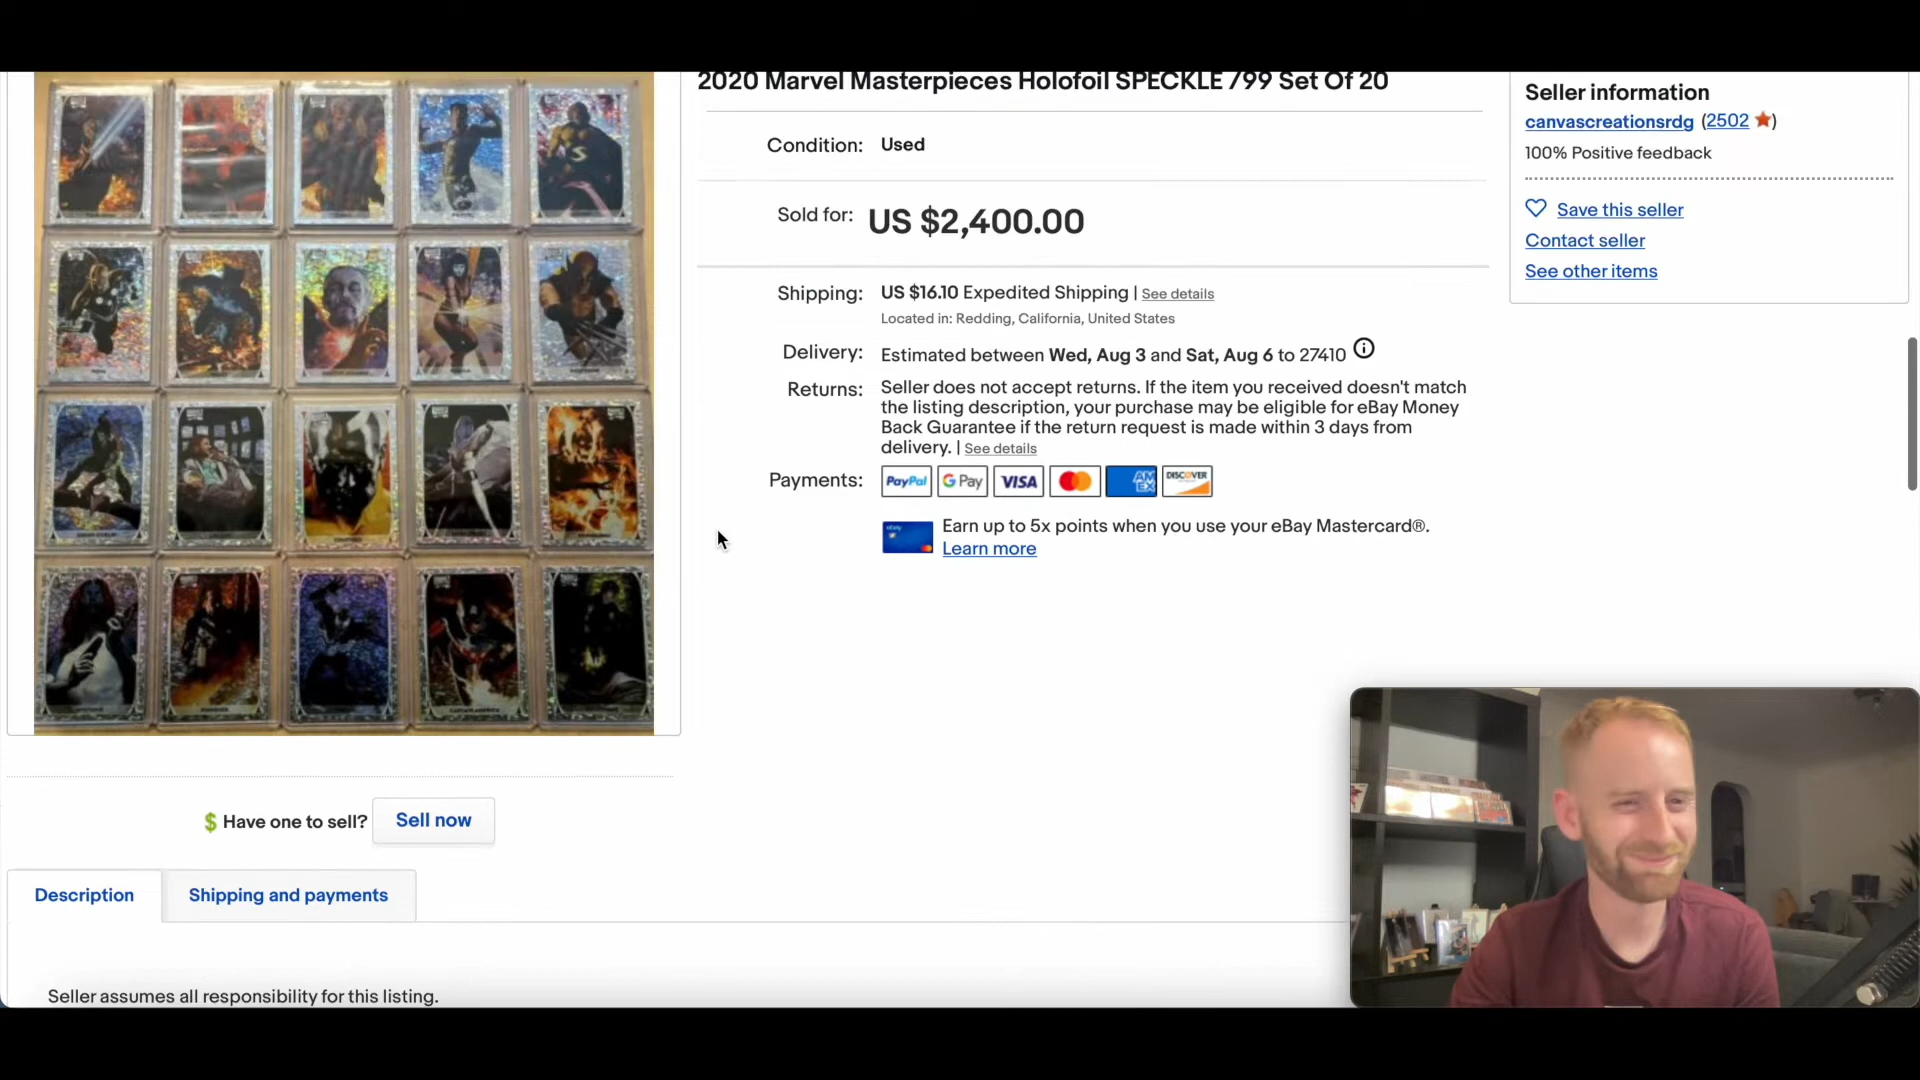 2020 Marvel Masterpieces Holofoil SPECKLE /99 Set Of 20
Condition: Used
Sold for: US $2,400.00
Shipping: US $16.10 Expedited Shipping | See details
Located in: Redding, California, United States
Delivery: Estimated between Wed, Aug 3 and Sat, Aug 6 to 27410
Returns: Seller does not accept returns. If the item you received doesn't match
the listing description, your purchase may be eligible for eBay Money
Back Guarantee if the return request is made within 3 days from
delivery. | See details
Payments: PayPal G Pay VISA AM EX DISCOVER
Earn up to 5x points when you use your eBay Mastercard®.
Learn more
Seller information
canvascreationsrdg (2502)
100% Positive feedback
Save this seller
Contact seller
See other items
$ Have one to sell? Sell now
Description Shipping and payments
Seller assumes all responsibility for this listing.